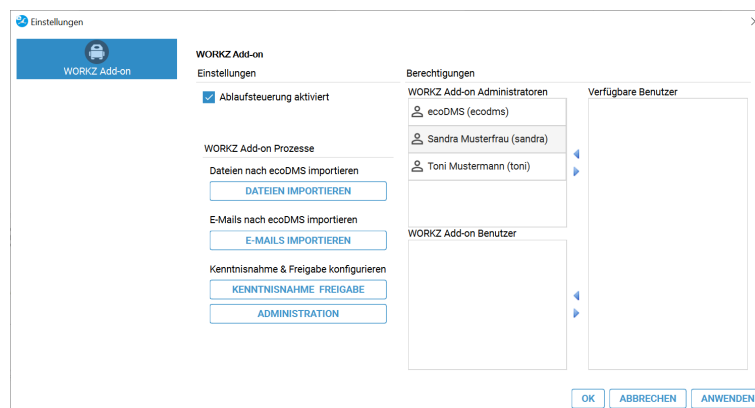 Einstellungen
WORKZ Add-on
WORKZ Add-on
Einstellungen
Ablaufsteuerung aktiviert
WORKZ Add-on Prozesse
Dateien nach ecoDMS importieren
DATEIEN IMPORTIEREN
E-Mails nach ecoDMS importieren
E-MAILS IMPORTIEREN
Kenntnisnahme & Freigabe konfigurieren
KENNTNISNAHME FREIGABE
ADMINISTRATION
Berechtigungen
WORKZ Add-on Administratoren
ecoDMS (ecodms)
Sandra Musterfrau (sandra)
Toni Mustermann (toni)
WORKZ Add-on Benutzer
Verfügbare Benutzer
OK
ABBRECHEN
ANWENDEN